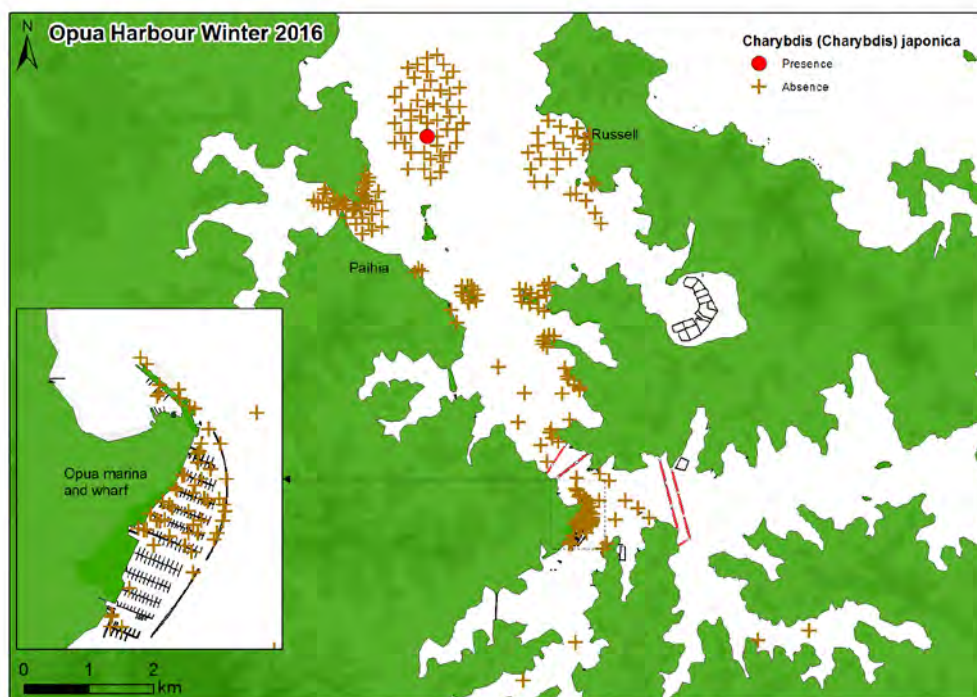 N
Opua Harbour Winter 2016
Charybdis (Charybdis) japonica
Presence
Absence
Russell
Paihia
Opua marina
and wharf
0 1 2
km